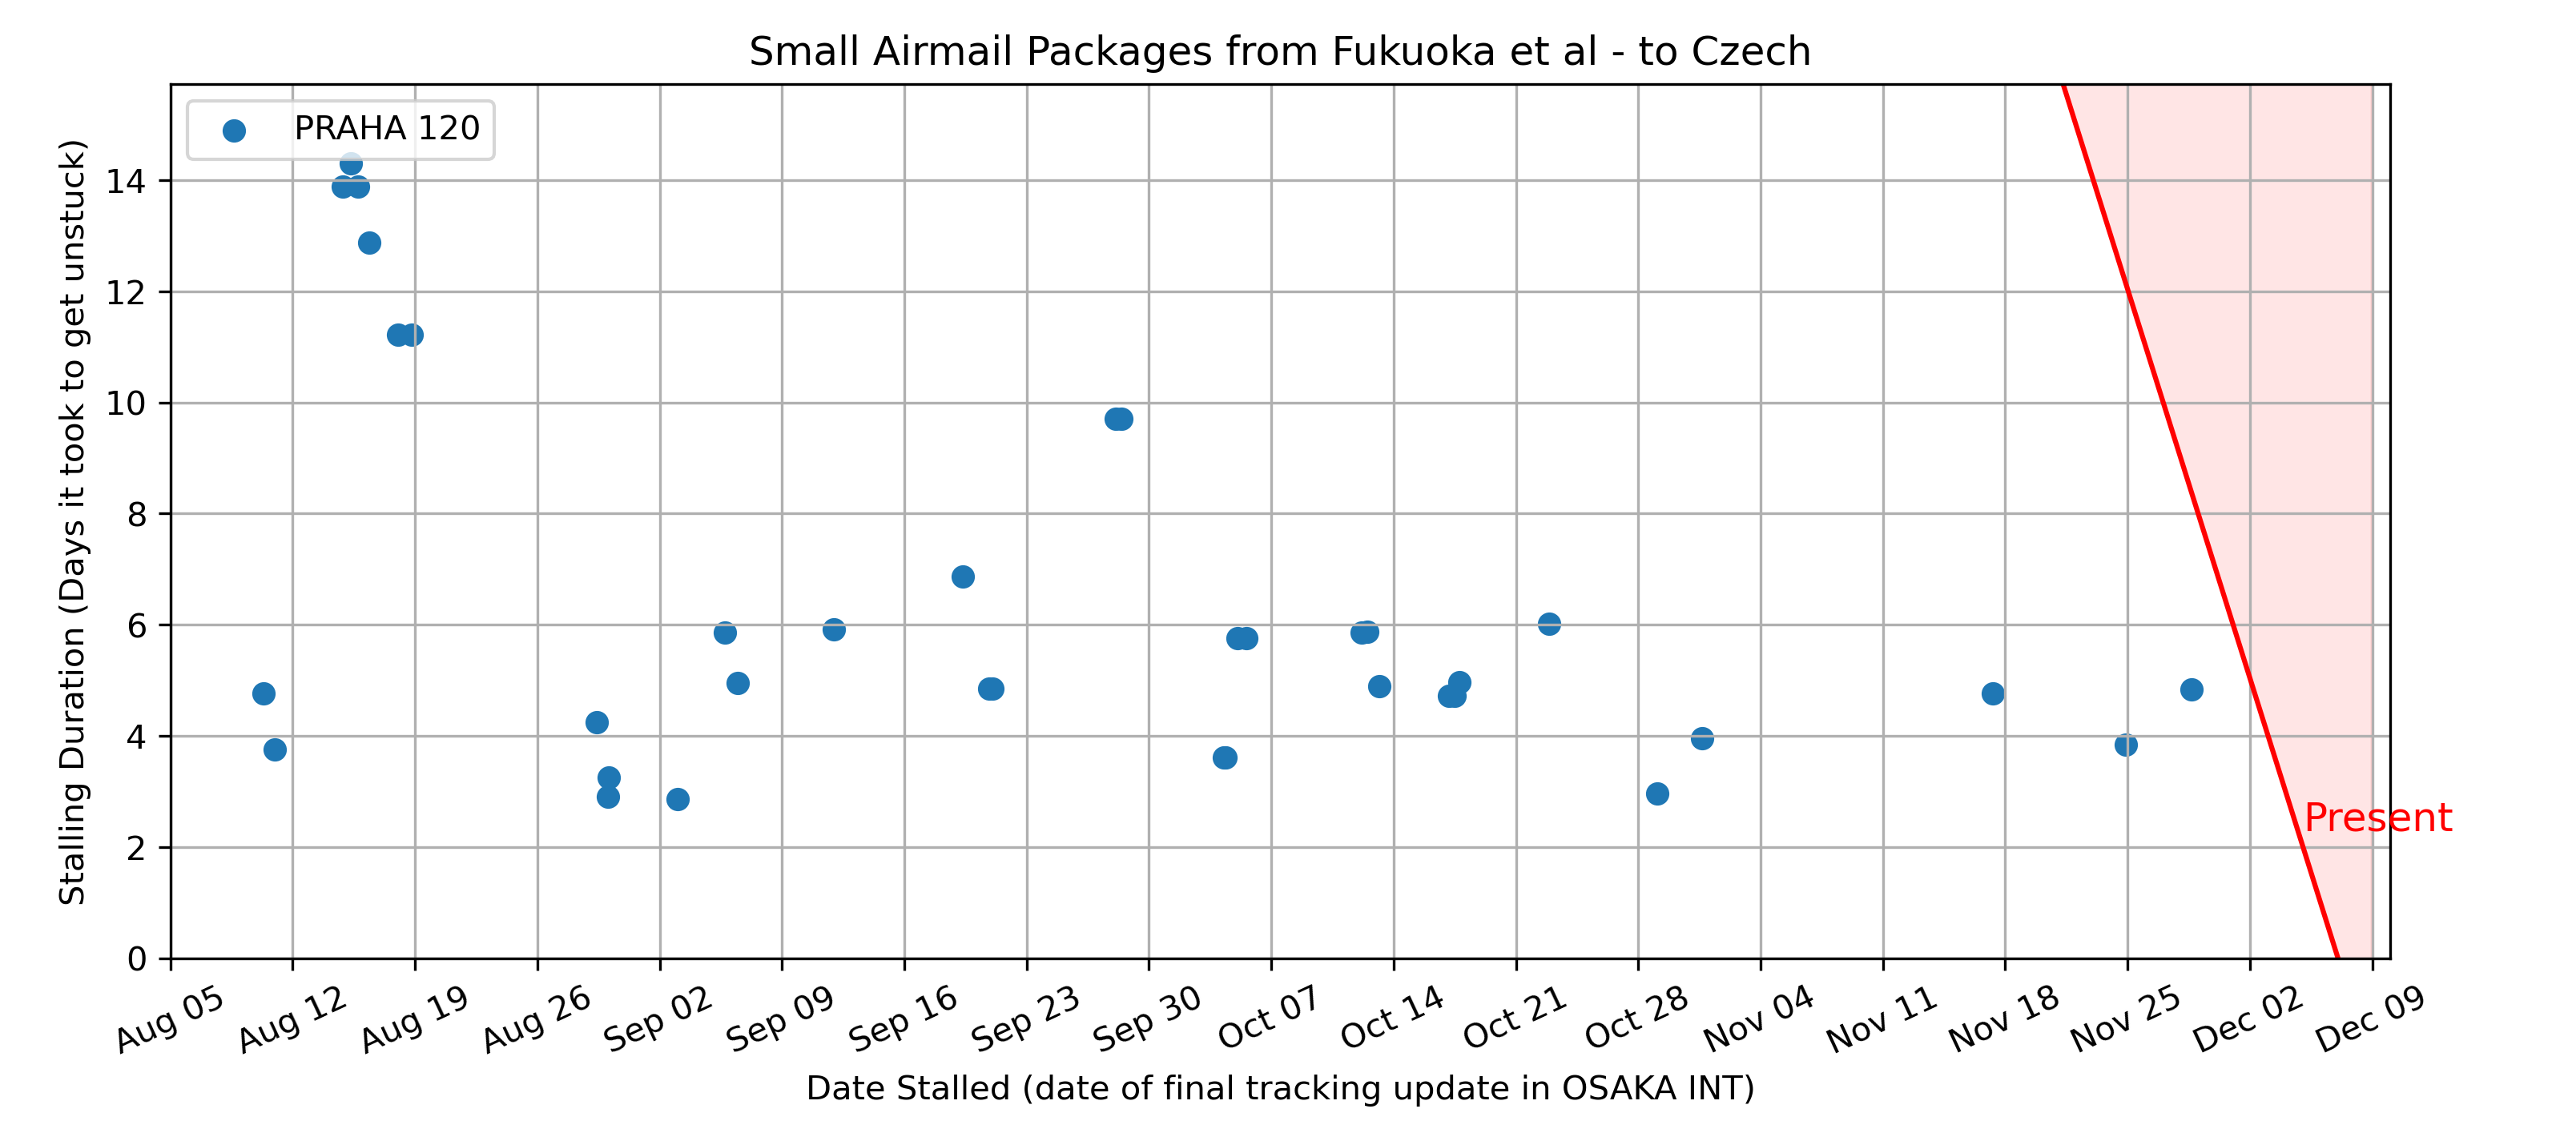 Small Airmail Packages from Fukuoka et al - to Czech
PRAHA 120
Stalling Duration (Days it took to get unstuck)
14
12
10
8
6
4
2
0
Present
Aug 05
Aug 12
Aug 19
Aug 26
Sep 02
Sep 09
Sep 16
Sep 23
Sep 30
Oct 07
Oct 14
Oct 21
Oct 28
Nov 04
Nov 11
Nov 18
Nov 25
Dec 02
Dec 09
Date Stalled (date of final tracking update in OSAKA INT)